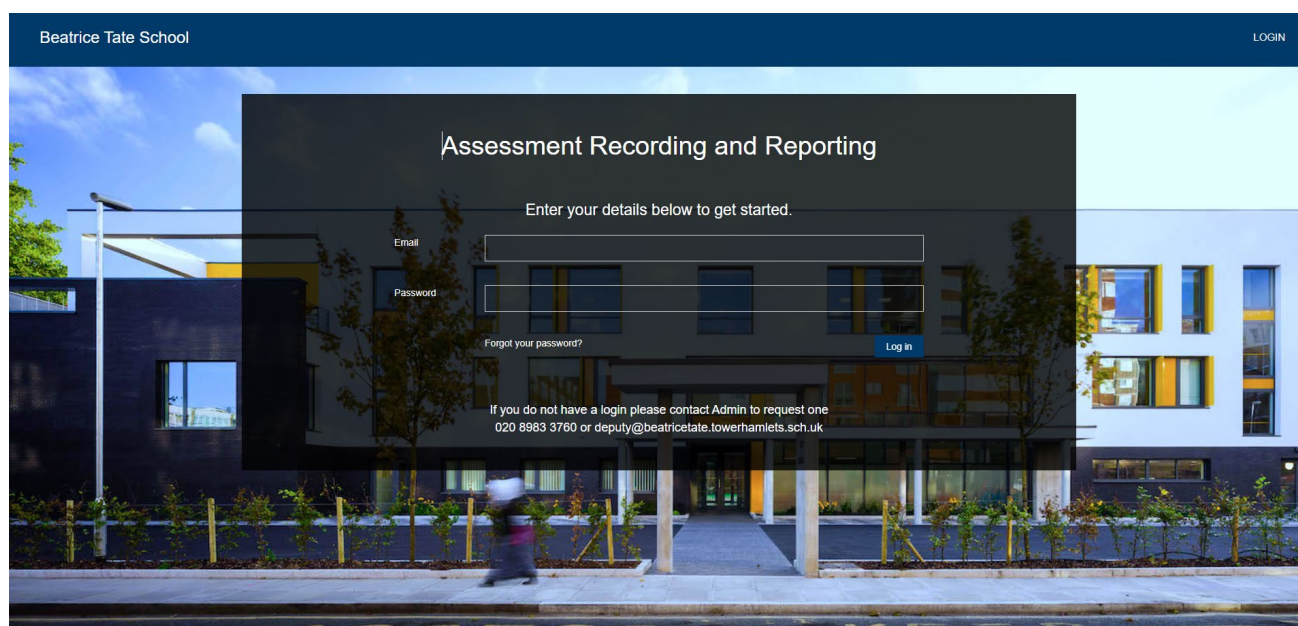 Beatrice Tate School
LOGIN
Assessment Recording and Reporting
Enter your details below to get started.
Email
Password
Forgot your password?
Log in
If you do not have a login please contact Admin to request one
020 8983 3760 or deputy@beatricetate.towerhamlets.sch.uk